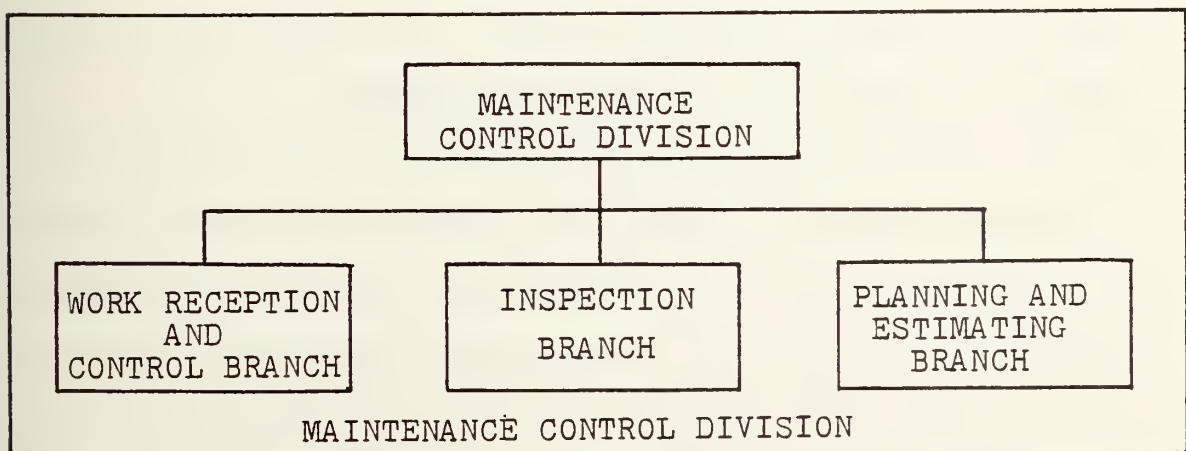 MAINTENANCE
CONTROL DIVISION
WORK RECEPTION
AND
CONTROL BRANCH
INSPECTION
BRANCH
PLANNING AND
ESTIMATING
BRANCH
MAINTENANCE CONTROL DIVISION